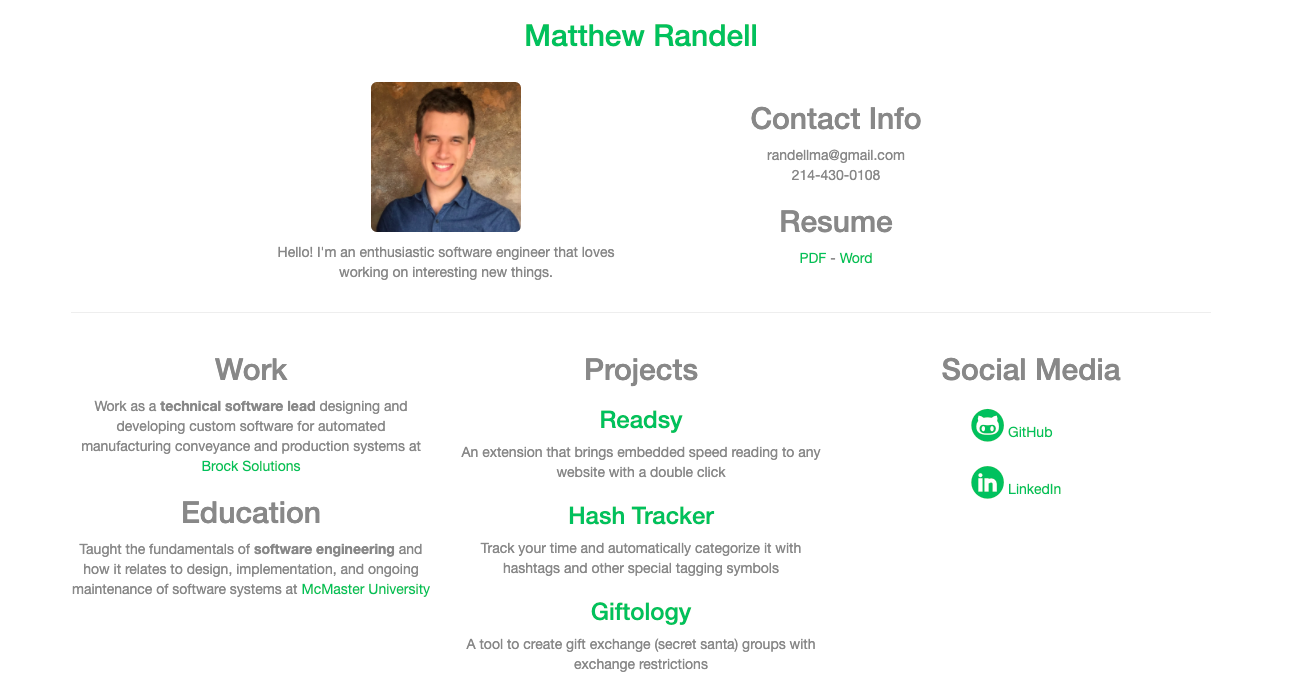 Matthew Randell
Hello! I'm an enthusiastic software engineer that loves
working on interesting new things.
Contact Info
randellma@gmail.com
214-430-0108
Resume
PDF - Word
Work
Work as a technical software lead designing and
developing custom software for automated
manufacturing conveyance and production systems at
Brock Solutions
Education
Taught the fundamentals of software engineering and
how it relates to design, implementation, and ongoing
maintenance of software systems at McMaster University
Projects
Readsy
An extension that brings embedded speed reading to any
website with a double click
Hash Tracker
Track your time and automatically categorize it with
hashtags and other special tagging symbols
Giftology
A tool to create gift exchange (secret santa) groups with
exchange restrictions
Social Media
GitHub
in LinkedIn